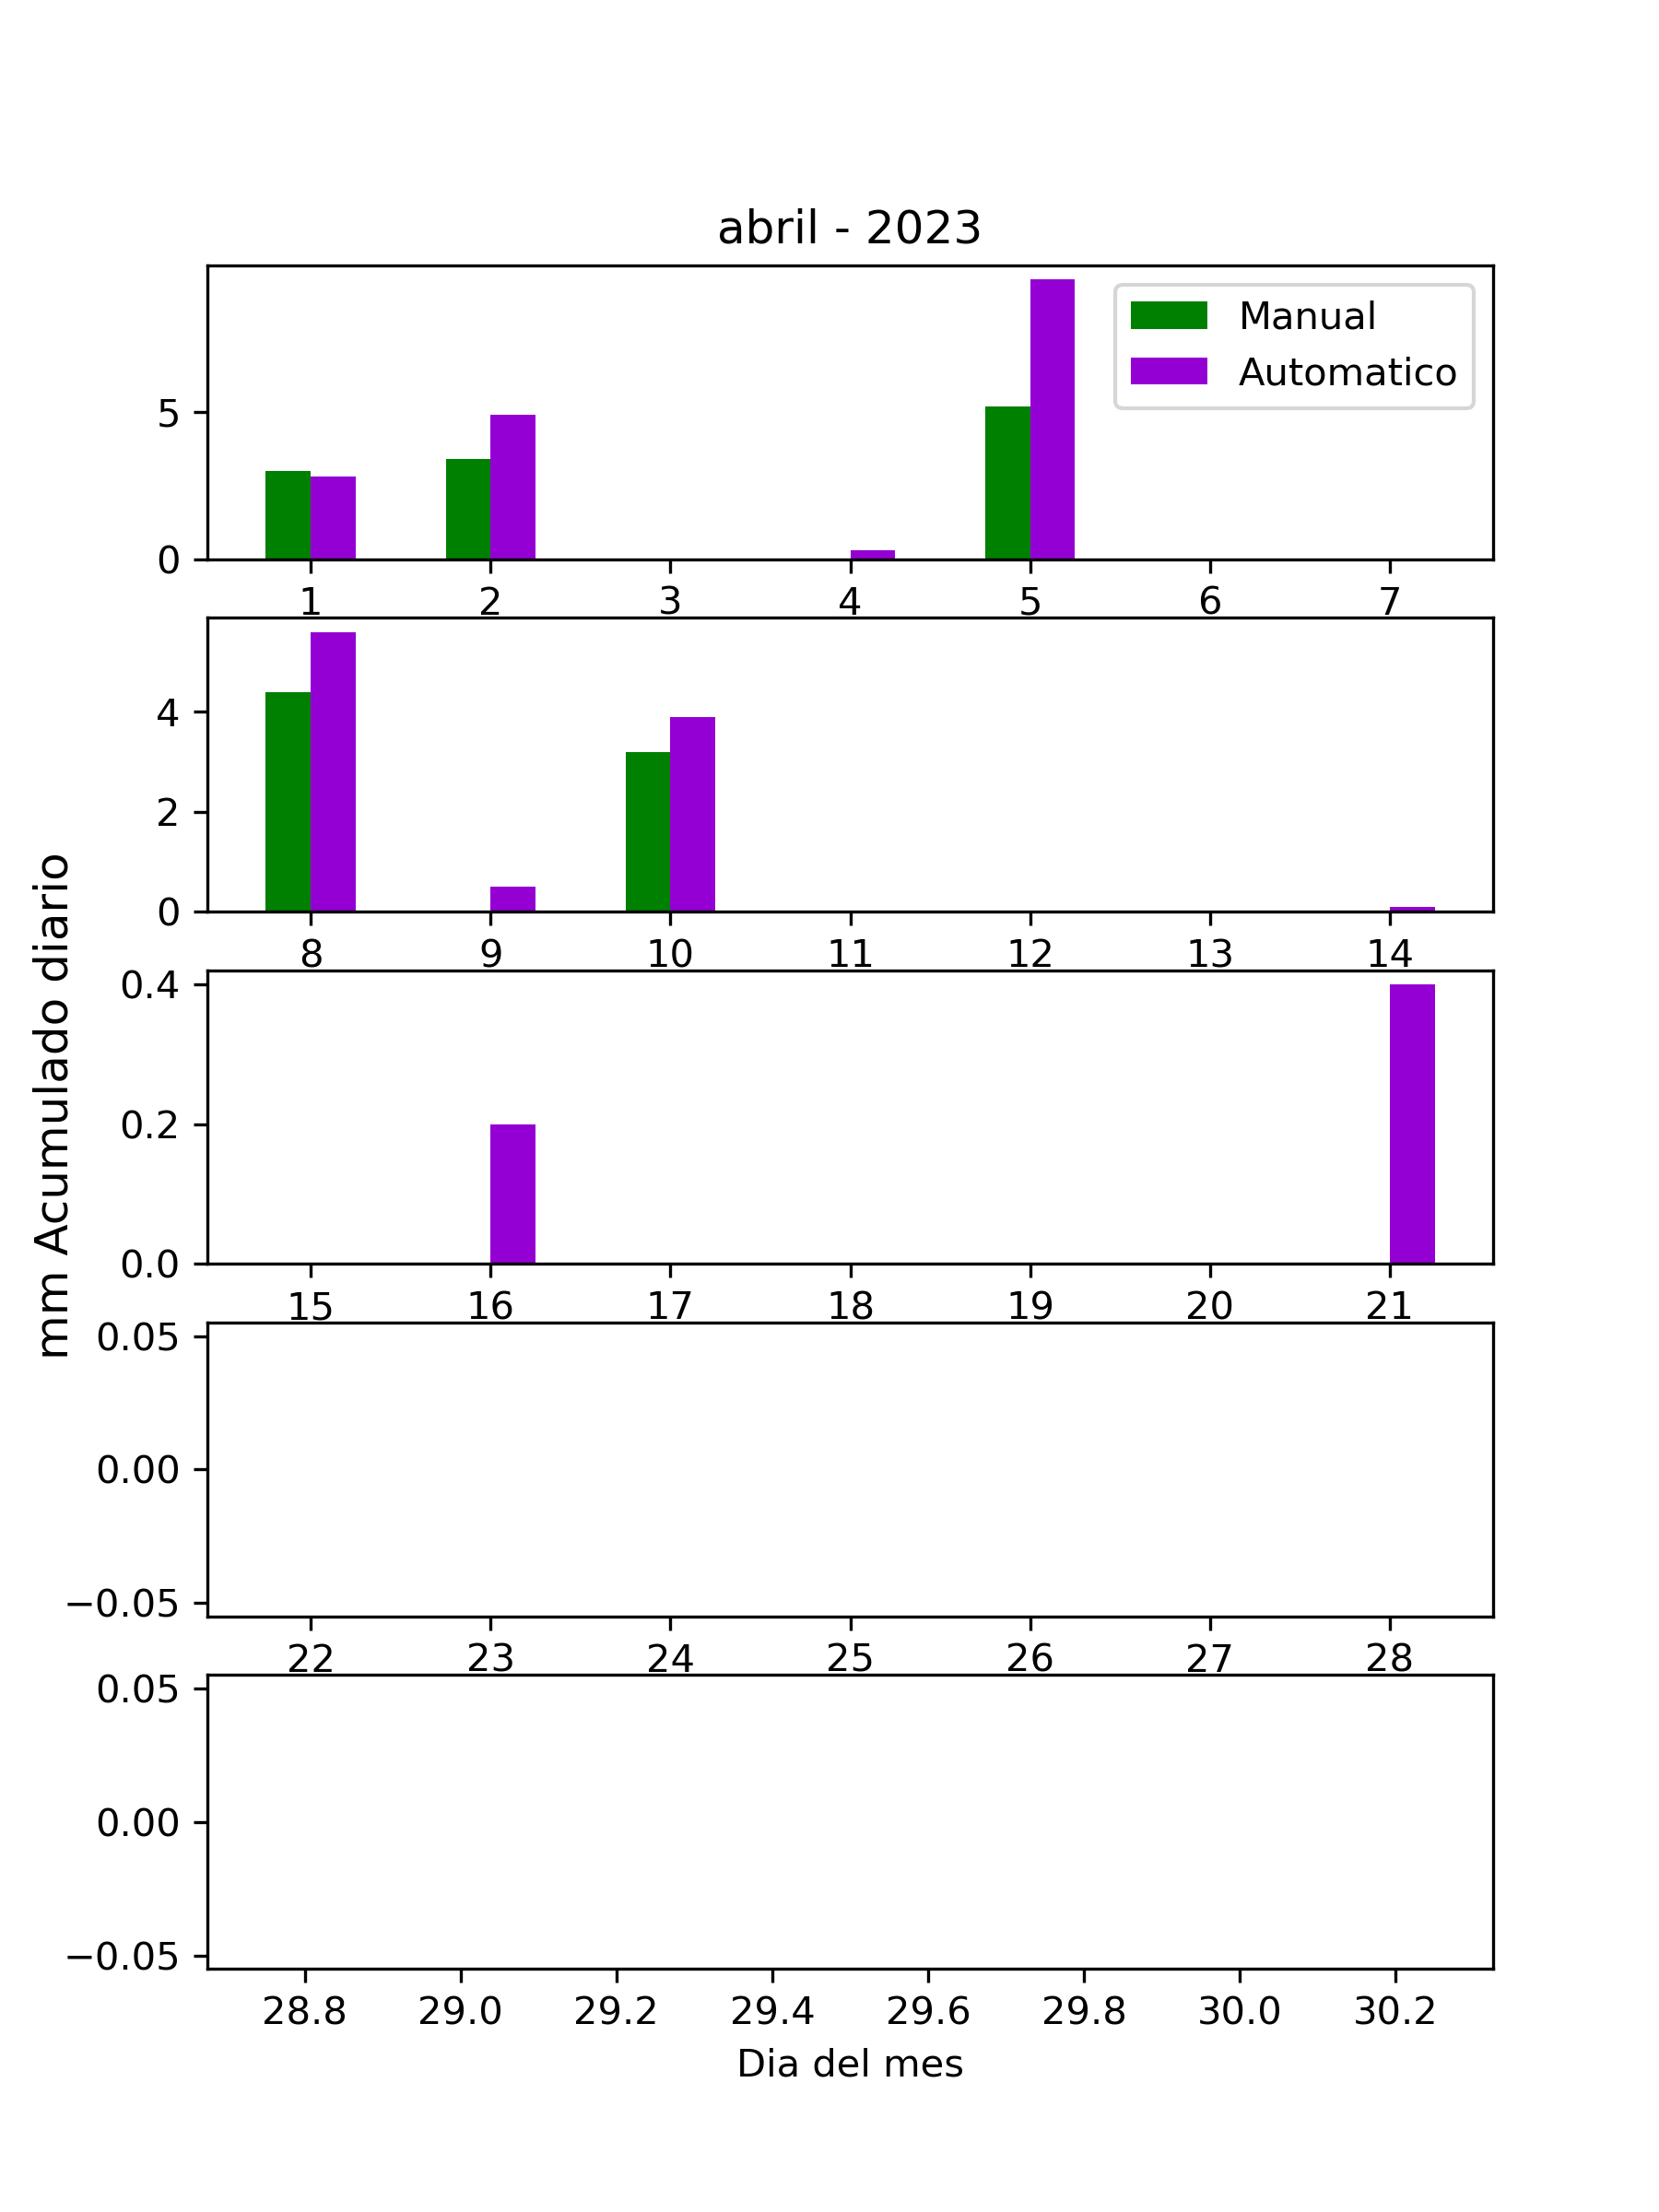 abril - 2023
Manual
Automatico
5
0
1 2 3 4 5 6 7
4
2
0
8 9 10 11 12 13 14
mm Acumulado diario
0.4
0.2
0.0
15 16 17 18 19 20 21
0.05
0.00
−0.05
22 23 24 25 26 27 28
0.05
0.00
−0.05
28.8 29.0 29.2 29.4 29.6 29.8 30.0 30.2
Dia del mes